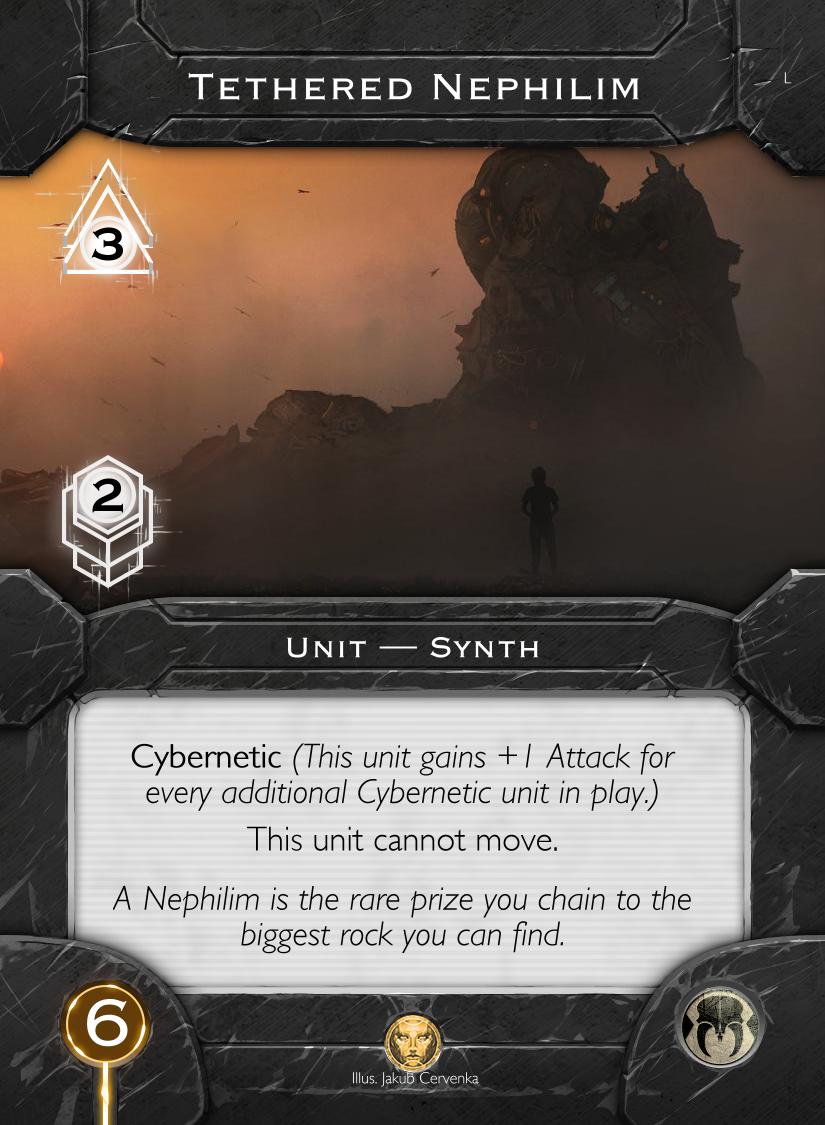 Tethered Nephilim
L
3
2
Unit — Synth
Cybernetic (This unit gains +1 Attack for
every additional Cybernetic unit in play.)
This unit cannot move.
A Nephilim is the rare prize you chain to the
biggest rock you can find.
6
Illus. Jakub Cervenka